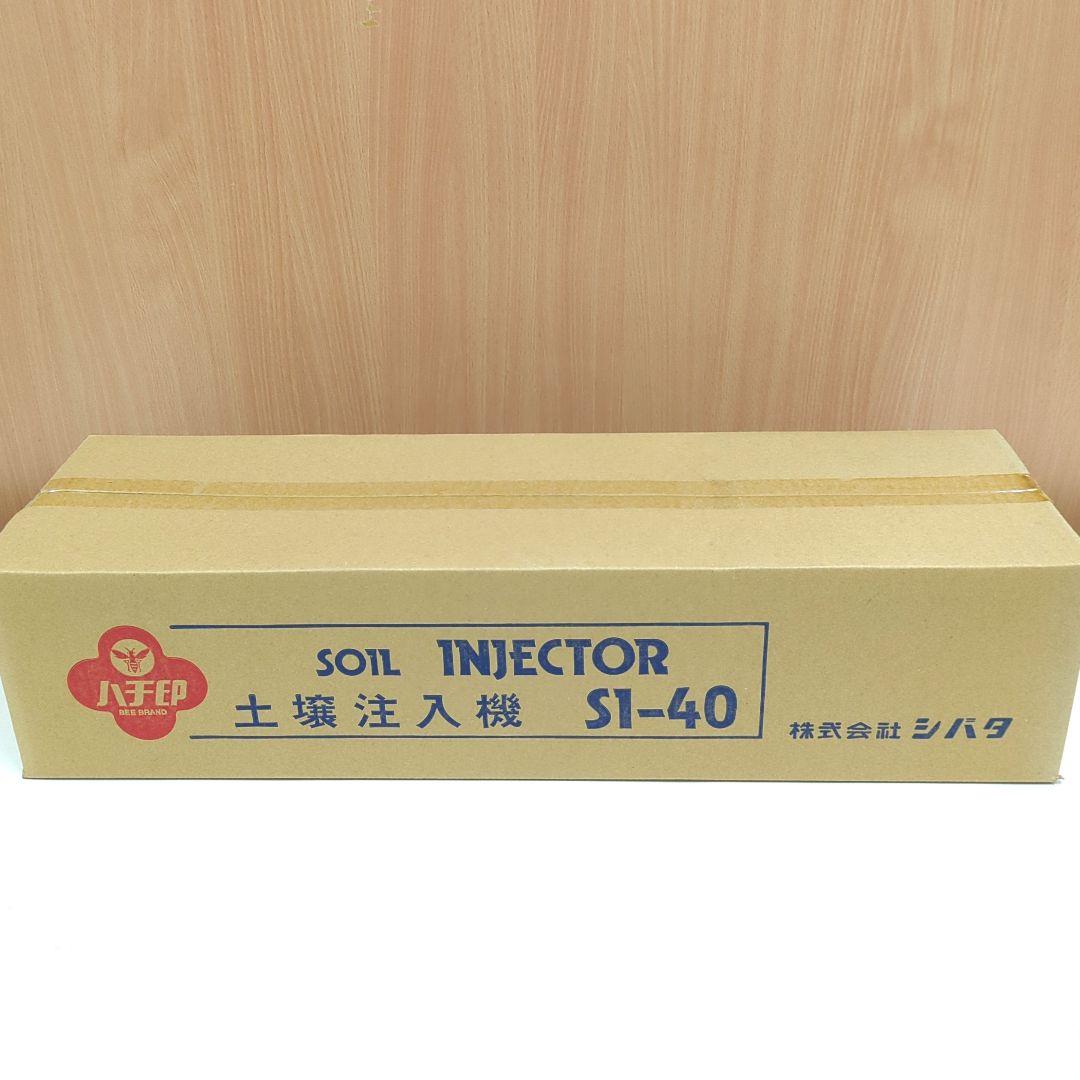 ハチ印
BEE BRAND
SOIL INJECTOR
土壌注入機 SI-40
株式会社 シバタ